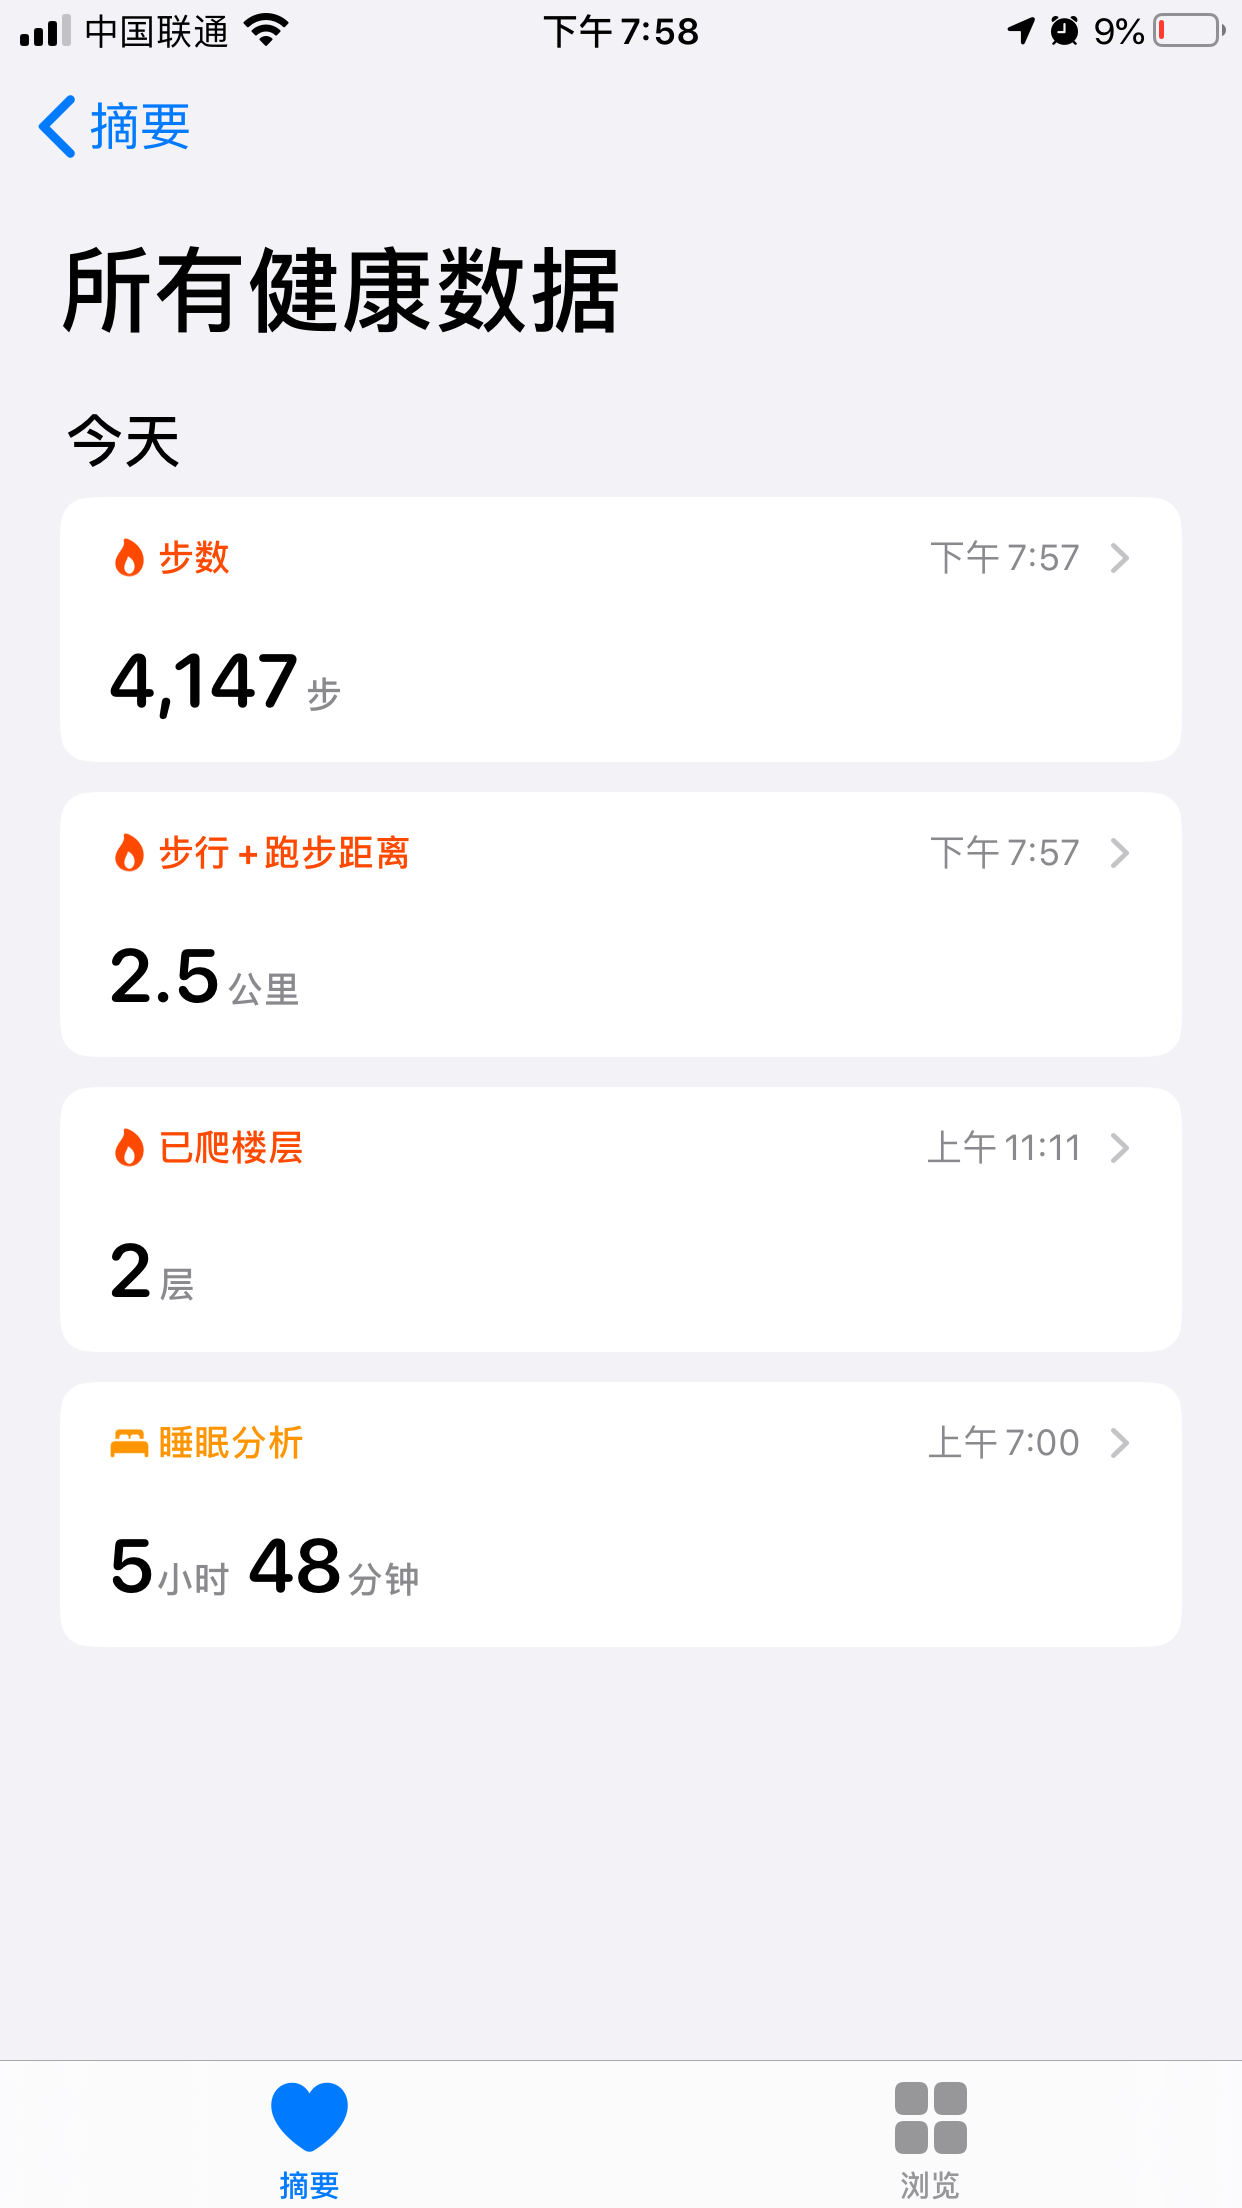 中国联通 下午 7:58 9%
摘要
所有健康数据
今天
步数 下午 7:57
4,147 步
步行 + 跑步距离 下午 7:57
2.5 公里
已爬楼层 上午 11:11
2 层
睡眠分析 上午 7:00
5 小时 48 分钟
摘要 浏览